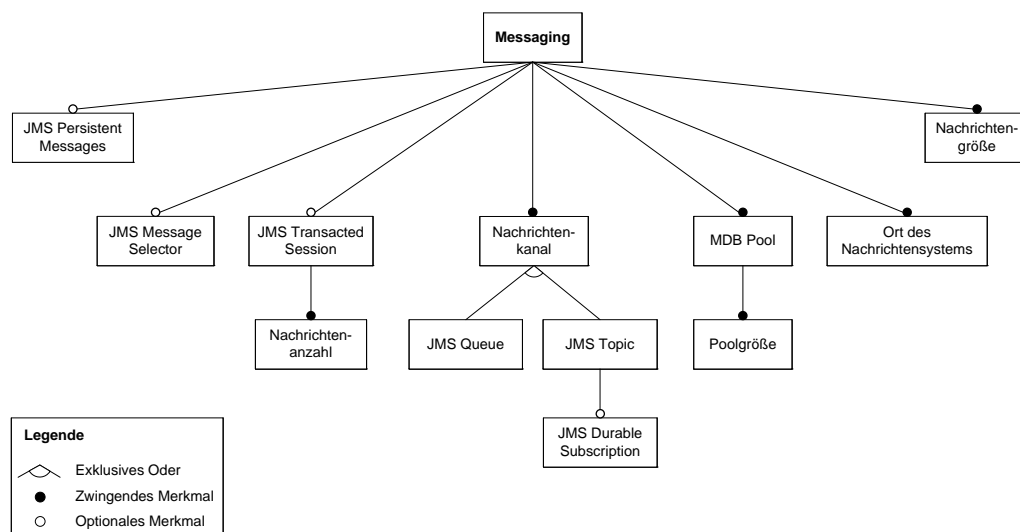 Messaging
JMS Persistent
Messages
Nachrichten-
größe
JMS Message
Selector
JMS Transacted
Session
Nachrichten-
kanal
MDB Pool
Ort des
Nachrichtensystems
Nachrichten-
anzahl
JMS Queue
JMS Topic
Poolgröße
JMS Durable
Subscription
Legende
Exklusives Oder
Zwingendes Merkmal
Optionales Merkmal